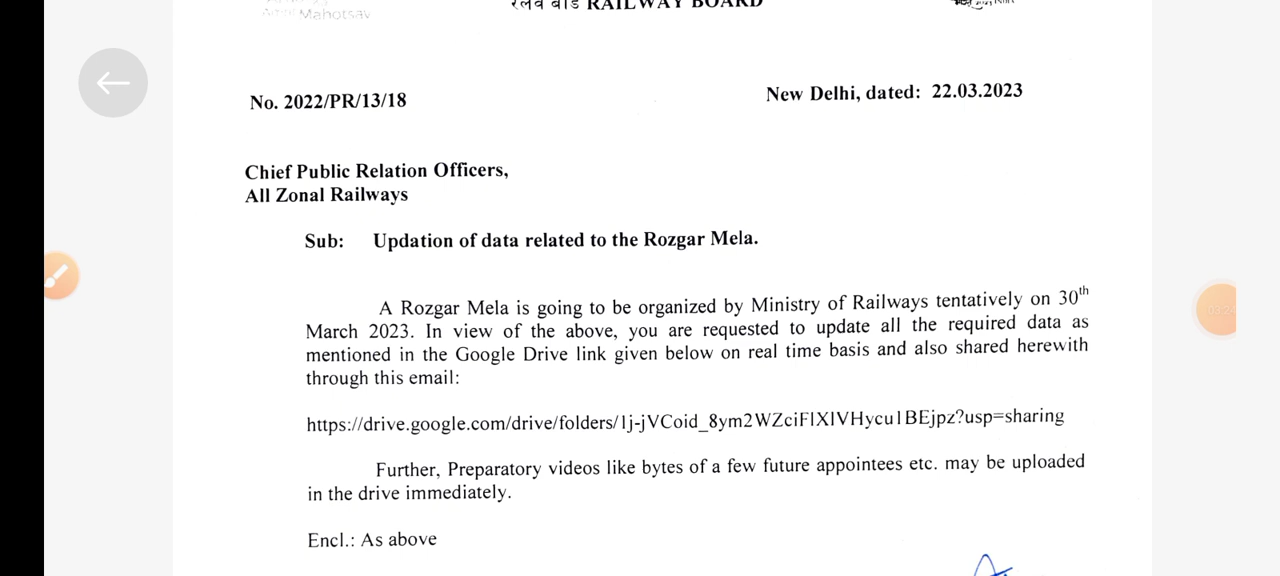 Mahotsav
रेलवे बोर्ड RAILWAY BOARD
No. 2022/PR/13/18
New Delhi, dated: 22.03.2023
Chief Public Relation Officers,
All Zonal Railways
Sub: Updation of data related to the Rozgar Mela.
A Rozgar Mela is going to be organized by Ministry of Railways tentatively on 30th
March 2023. In view of the above, you are requested to update all the required data as
mentioned in the Google Drive link given below on real time basis and also shared herewith
through this email:
https://drive.google.com/drive/folders/1j-jVCoid_8ym2WZciFlXIVHycu1BEjpz?usp=sharing
Further, Preparatory videos like bytes of a few future appointees etc. may be uploaded
in the drive immediately.
Encl.: As above